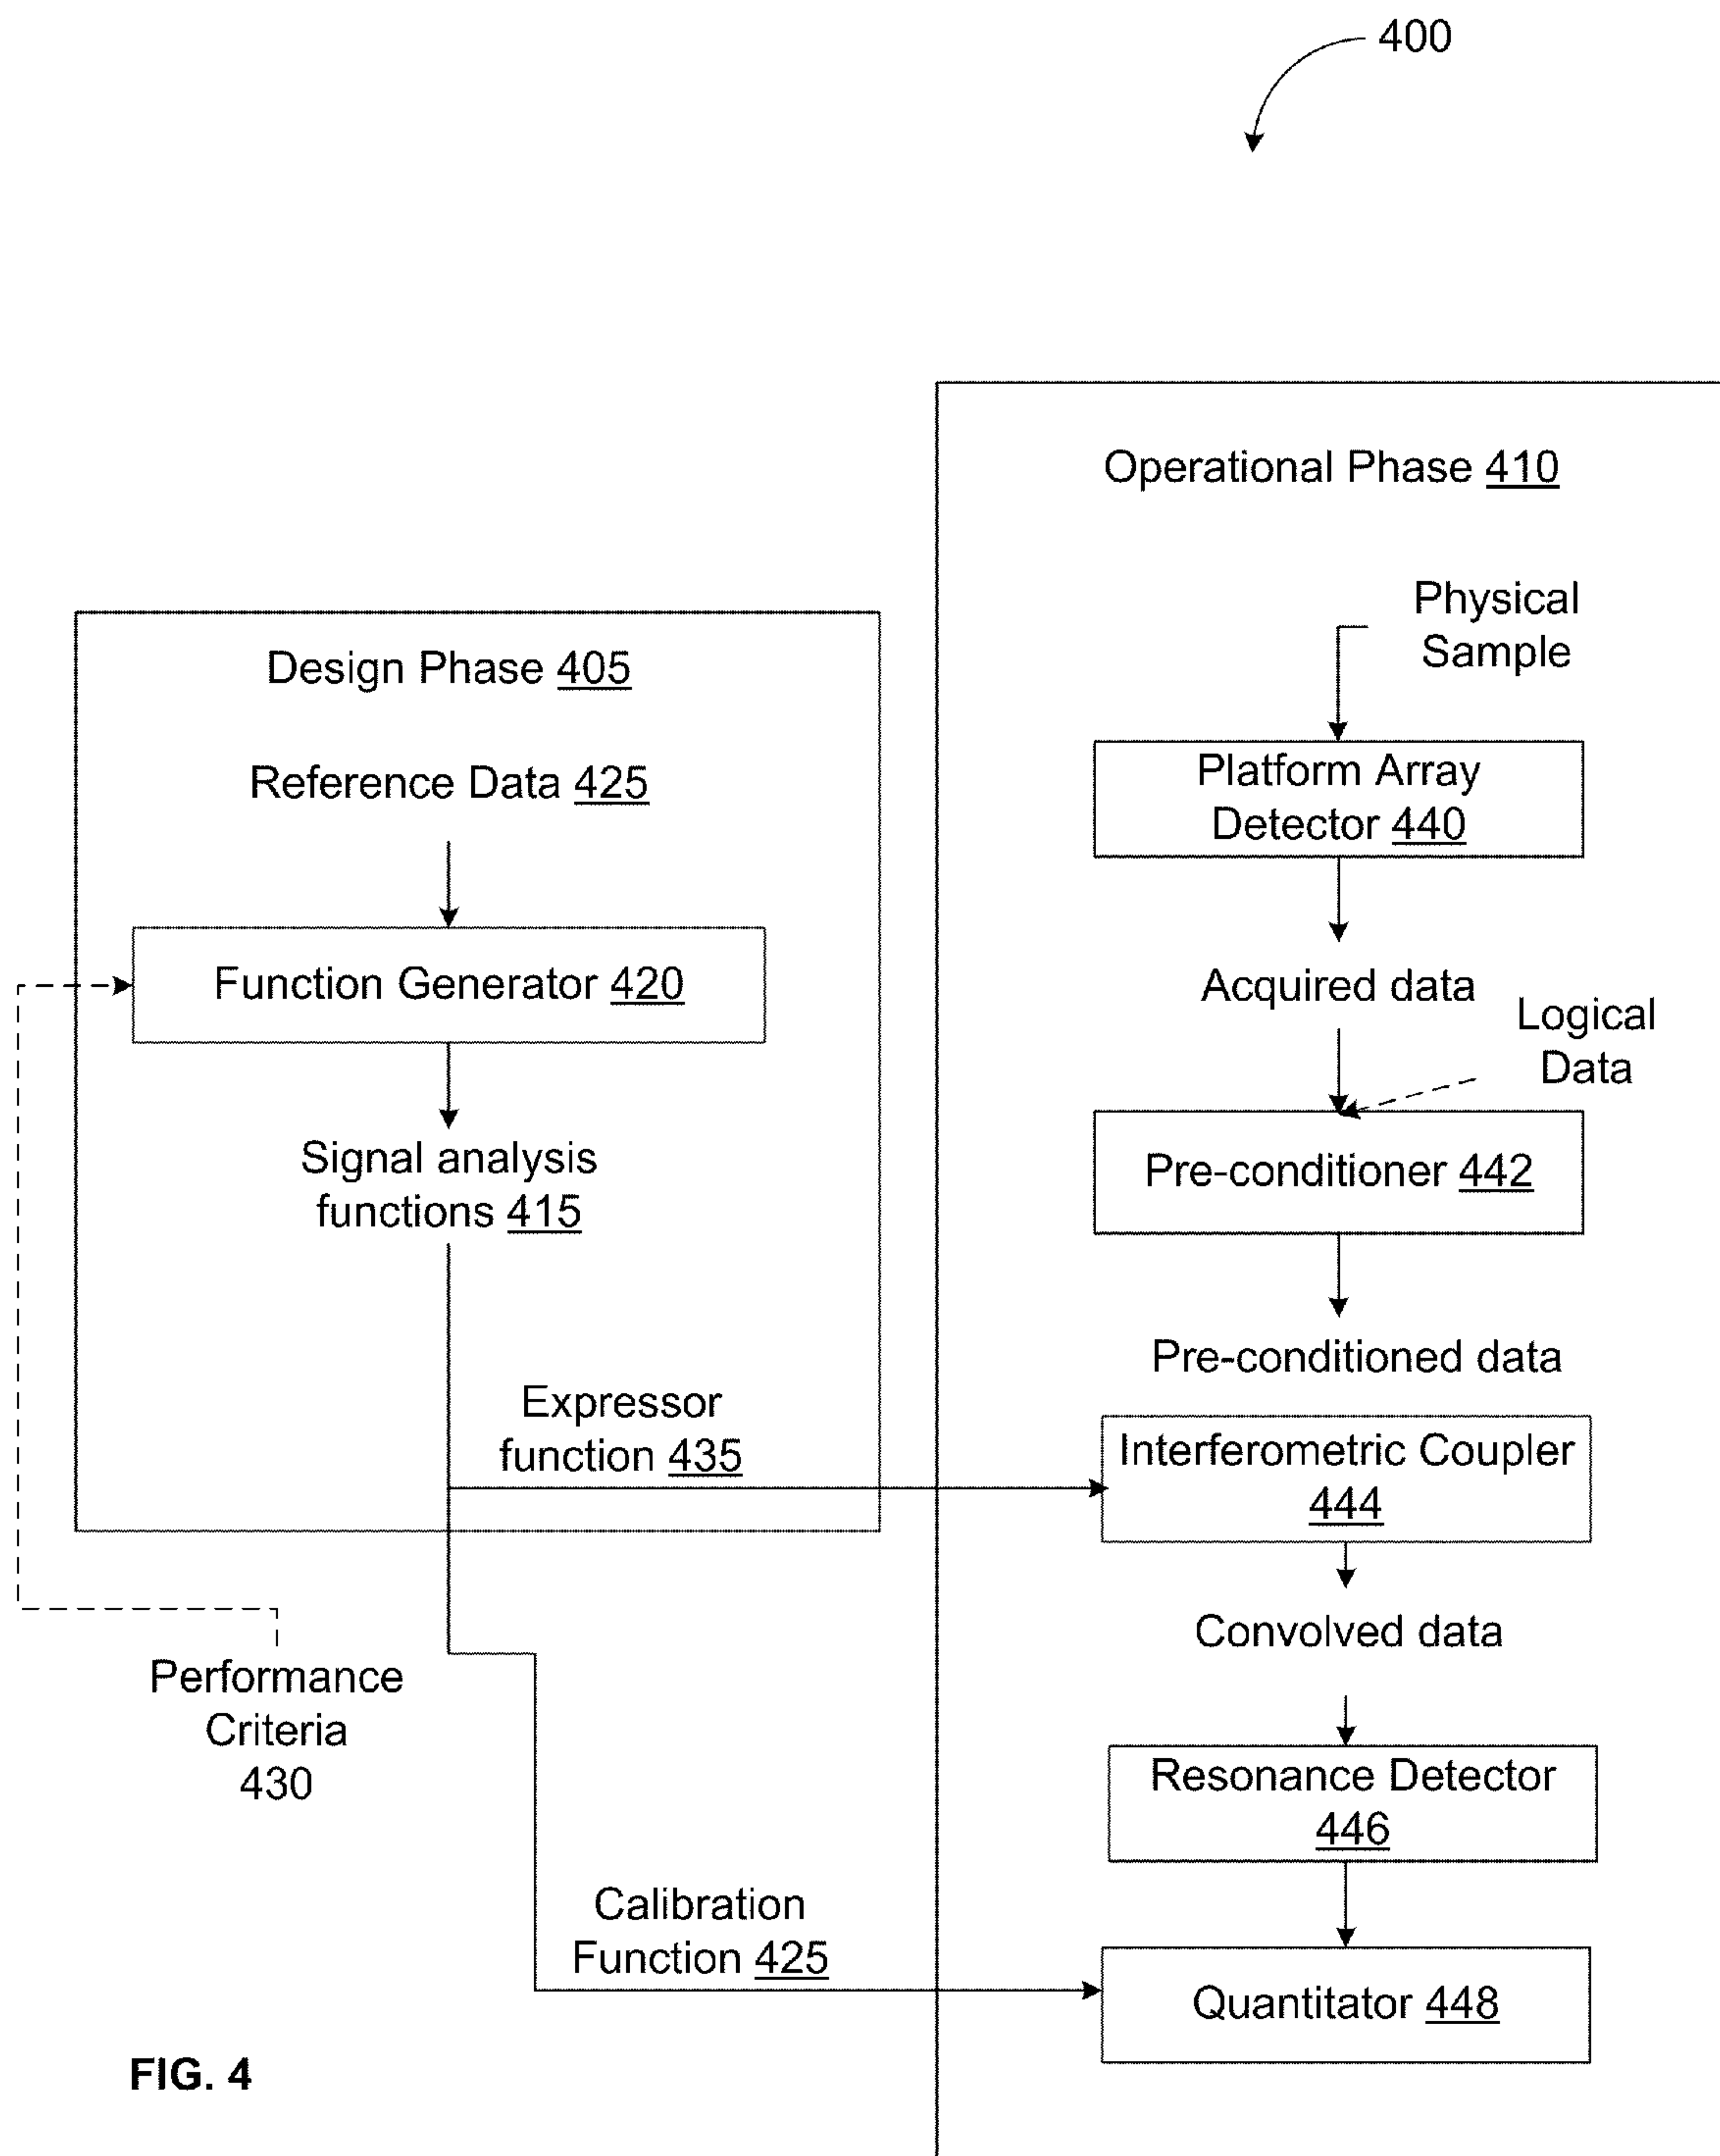 400
Operational Phase 410
Physical
Sample
Design Phase 405
Reference Data 425
Platform Array
Detector 440
Function Generator 420
Acquired data
Logical
Data
Signal analysis
functions 415
Pre-conditioner 442
Pre-conditioned data
Expressor
function 435
Interferometric Coupler
444
Convolved data
Performance
Criteria
430
Resonance Detector
446
Calibration
Function 425
Quantitator 448
FIG. 4